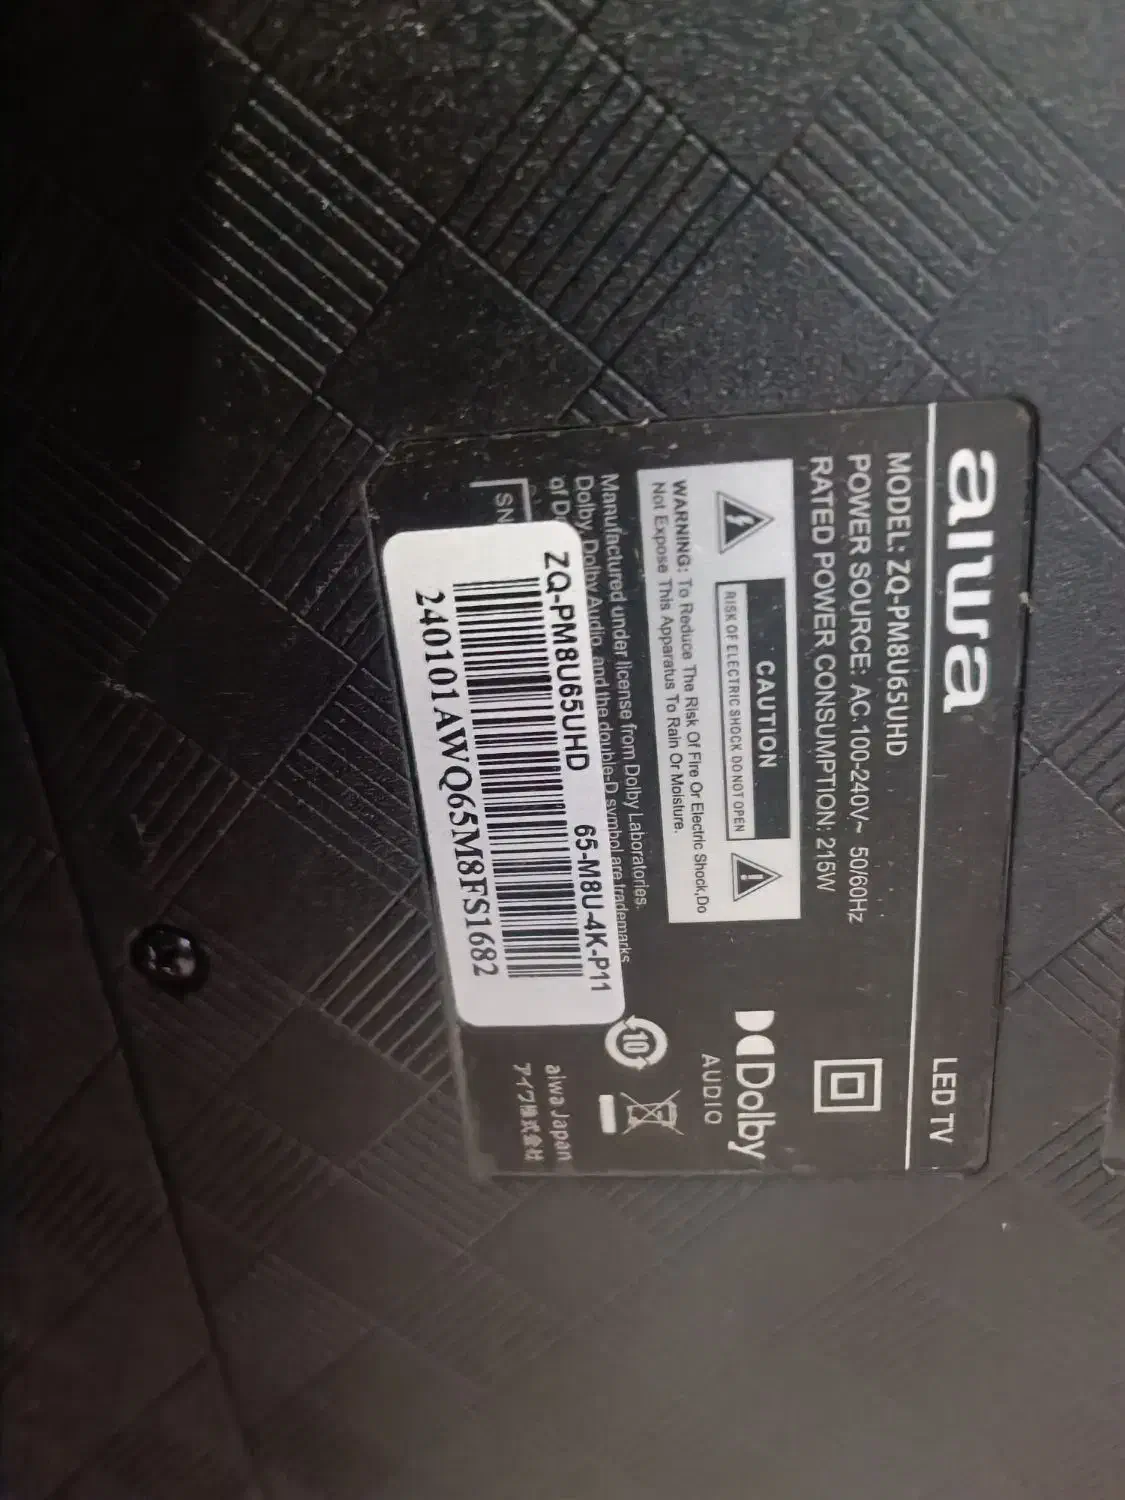 aiwa
LED TV
MODEL: ZQ-PM8U65UHD
POWER SOURCE: AC.100-240V~ 50/60Hz
RATED POWER CONSUMPTION: 215W
CAUTION
RISK OF ELECTRIC SHOCK DO NOT OPEN
WARNING: To Reduce The Risk Of Fire Or Electric Shock,Do
Not Expose This Apparatus To Rain Or Moisture.
Dolby
AUDIO
Manufactured under license from Dolby Laboratories.
Dolby, Dolby Audio, and the double-D symbol are trademarks
of D
10
SN
ZQ-PM8U65UHD 65-M8U-4K-P11
240101AWQ65M8FS1682
aiwa Japan
アイワ株式会社